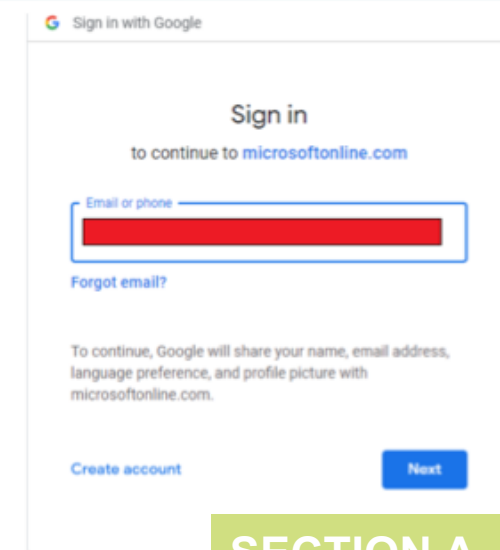 Sign in with Google
Sign in
to continue to microsoftonline.com
Email or phone
Forgot email?
To continue, Google will share your name, email address,
language preference, and profile picture with
microsoftonline.com.
Create account
Next
SECTION A